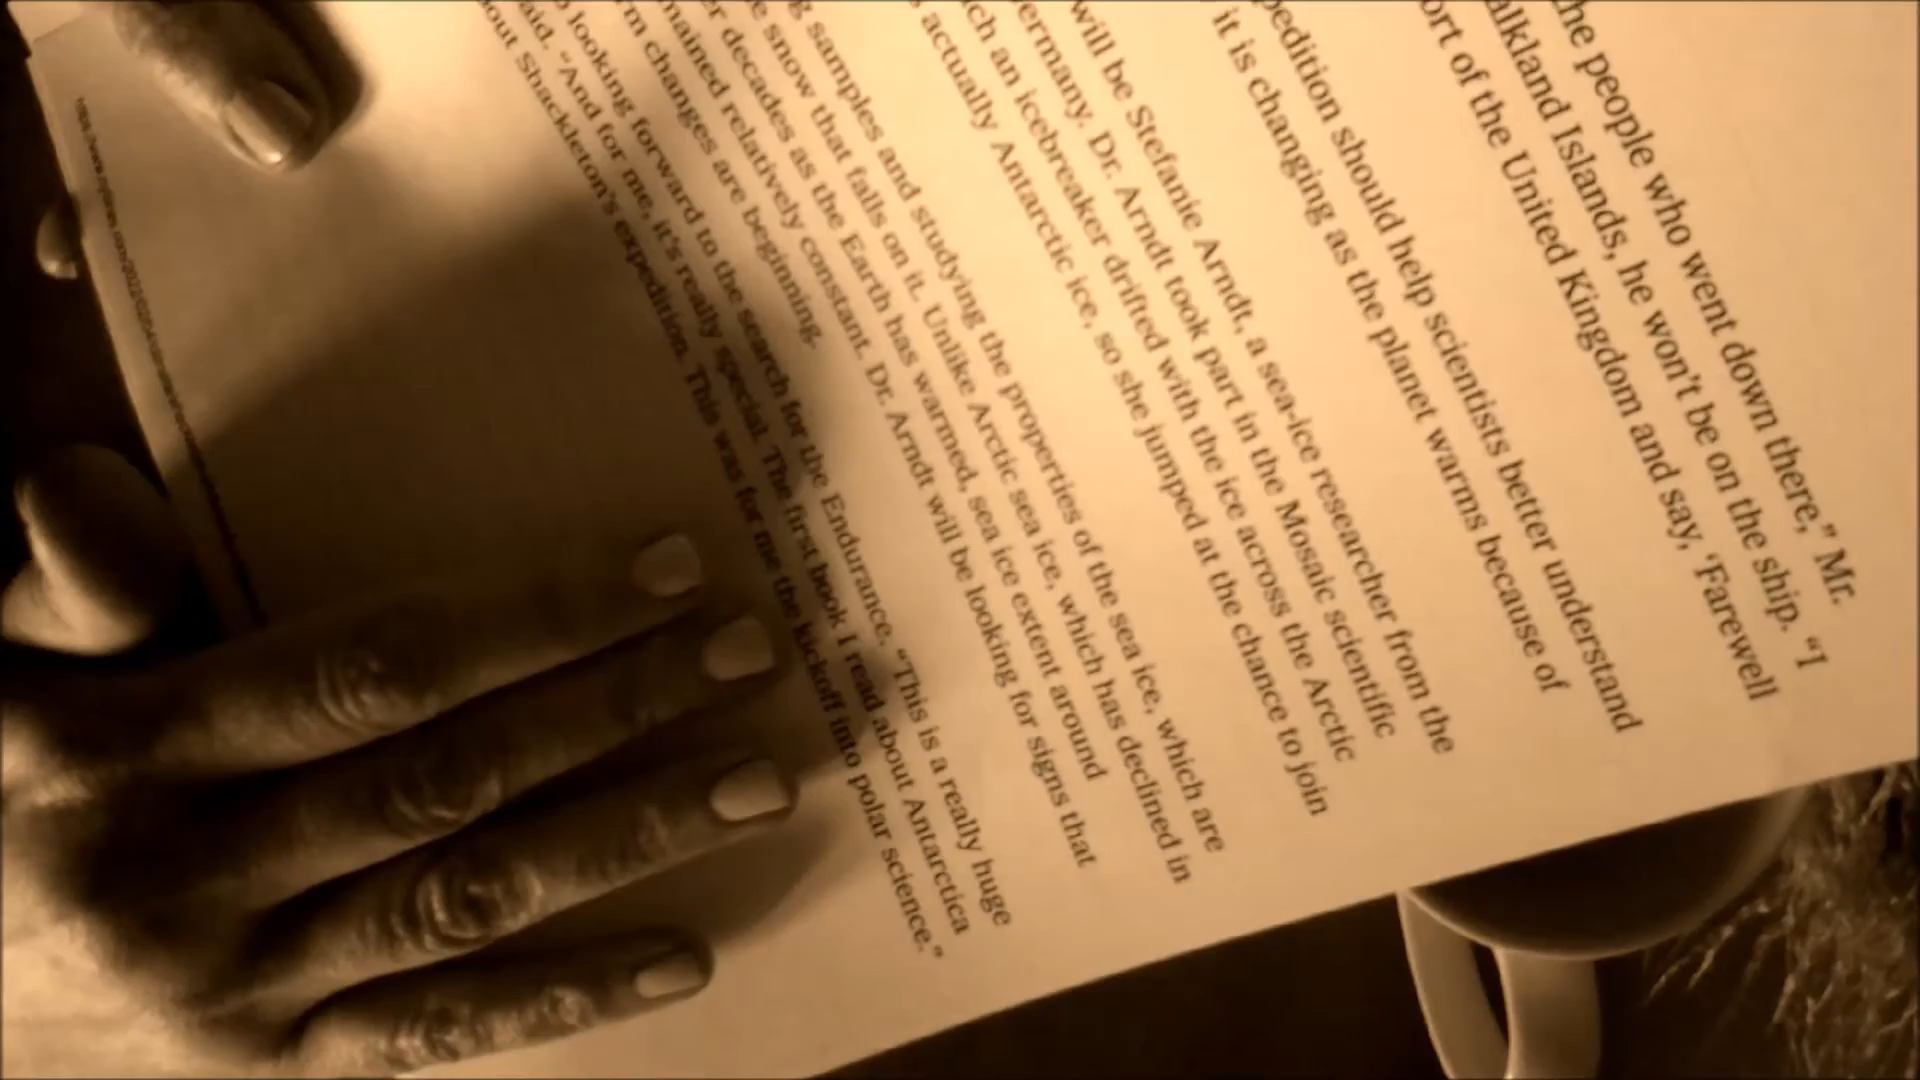 the people who went down there,” Mr.
alkland Islands, he won't be on the ship. “I
ort of the United Kingdom and say, ‘Farewell
pedition should help scientists better understand
it is changing as the planet warms because of
will be Stefanie Arndt, a sea-ice researcher from the
ermany. Dr. Arndt took part in the Mosaic scientific
ch an icebreaker drifted with the ice across the Arctic
actually Antarctic ice, so she jumped at the chance to join
g samples and studying the properties of the sea ice, which are
e snow that falls on it. Unlike Arctic sea ice, which has declined in
er decades as the Earth has warmed, sea ice extent around
mained relatively constant. Dr. Arndt will be looking for signs that
rm changes are beginning.
looking forward to the search for the Endurance. “This is a really huge
aid. “And for me, it's really special. The first book I read about Antarctica
out Shackleton's expedition. This was for me the kickoff into polar science.”